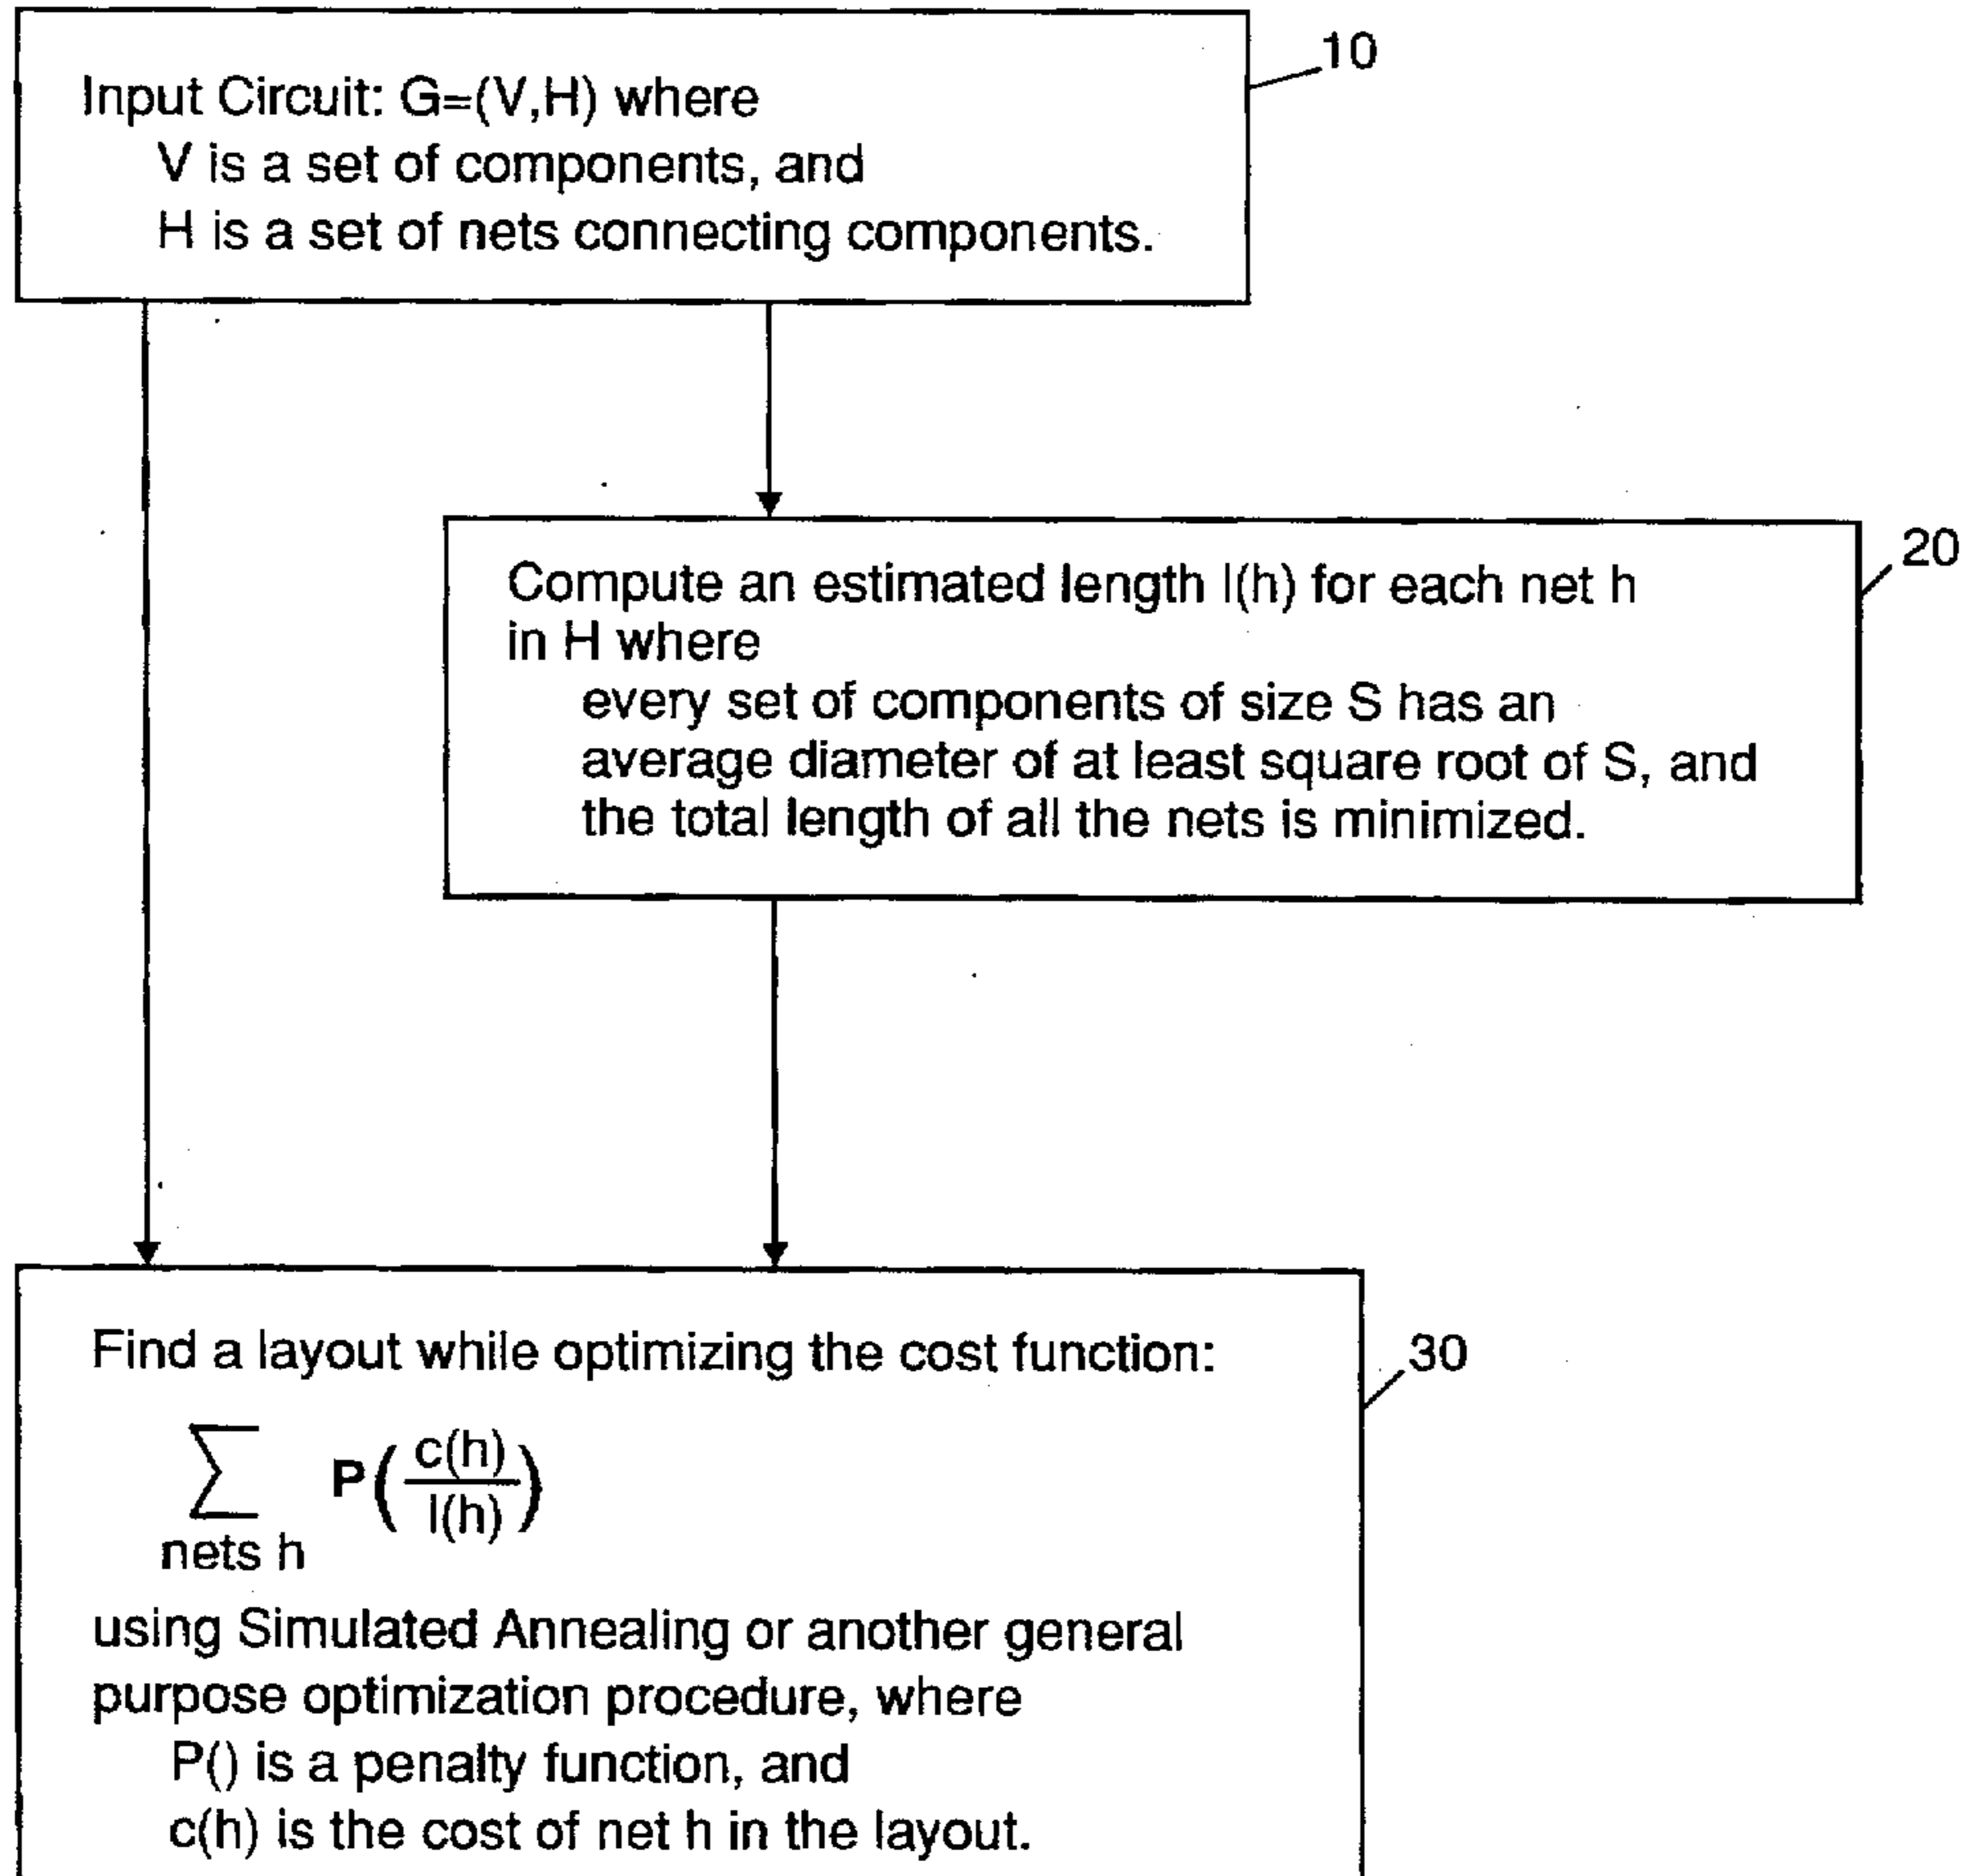 10
Input Circuit: G=(V,H) where
V is a set of components, and
H is a set of nets connecting components.
20
Compute an estimated length l(h) for each net h
in H where
every set of components of size S has an
average diameter of at least square root of S, and
the total length of all the nets is minimized.
30
Find a layout while optimizing the cost function:
∑ P(c(h)/l(h))
nets h
using Simulated Annealing or another general
purpose optimization procedure, where
P() is a penalty function, and
c(h) is the cost of net h in the layout.